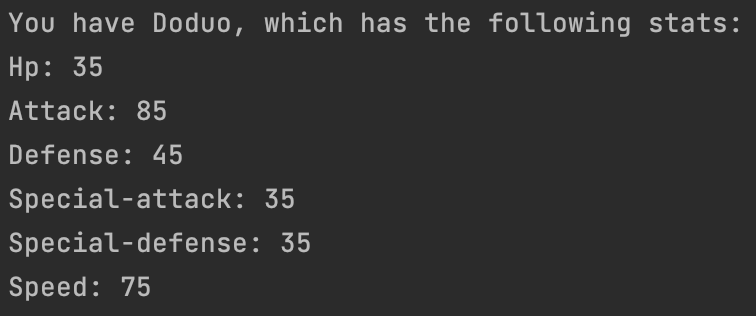 You have Doduo, which has the following stats:
Hp: 35
Attack: 85
Defense: 45
Special-attack: 35
Special-defense: 35
Speed: 75